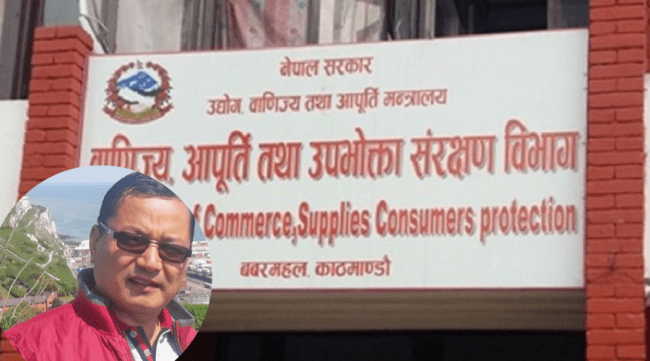 नेपाल सरकार
उद्योग, वाणिज्य तथा आपूर्ति मन्त्रालय
वाणिज्य, आपूर्ति तथा उपभोक्ता संरक्षण विभाग
of Commerce,Supplies Consumers protection
बबरमहल, काठमाण्डौ